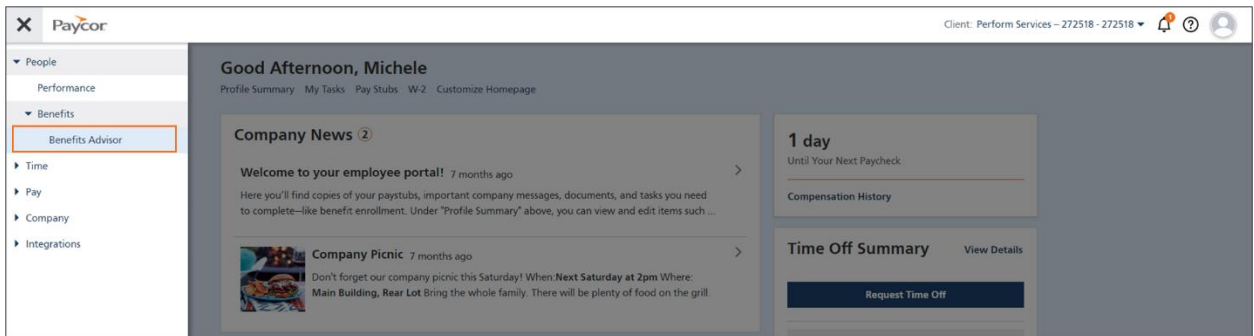 Paycor
Client: Perform Services – 272518 - 272518
1
People
Performance
Benefits
Benefits Advisor
Time
Pay
Company
Integrations
Good Afternoon, Michele
Profile Summary My Tasks Pay Stubs W-2 Customize Homepage
Company News 2
Welcome to your employee portal! 7 months ago
Here you'll find copies of your paystubs, important company messages, documents, and tasks you need
to complete—like benefit enrollment. Under "Profile Summary" above, you can view and edit items such ...
Company Picnic 7 months ago
Don't forget our company picnic this Saturday! When:Next Saturday at 2pm Where:
Main Building, Rear Lot Bring the whole family. There will be plenty of food on the grill.
1 day
Until Your Next Paycheck
Compensation History
Time Off Summary View Details
Request Time Off